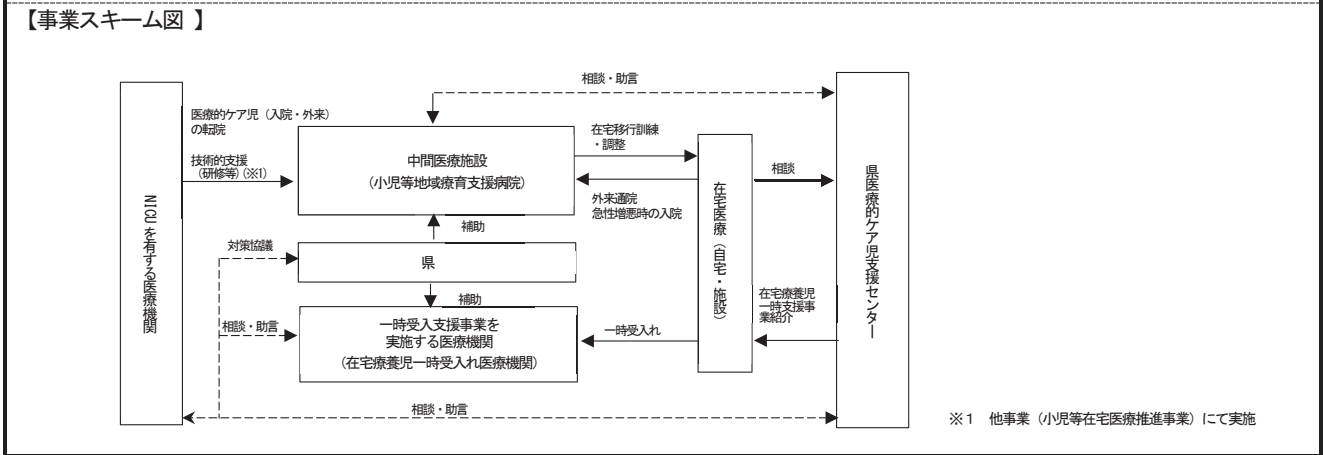 【事業スキーム図 】
相談・助言
医療的ケア児（入院・外来）
の転院
技術的支援
（研修等）（※1）
中間医療施設
（小児等地域療育支援病院）
在宅移行訓練
・調整
外来通院
急性増悪時の入院
相談
NICUを有する医療機関
在宅医療（自宅・施設）
県医療的ケア児支援センター
補助
対策協議
県
補助
相談・助言
一時受入支援事業を
実施する医療機関
（在宅療養児一時受入れ医療機関）
一時受入れ
在宅療養児
一時支援事
業紹介
相談・助言
※１　他事業（小児等在宅医療推進事業）にて実施